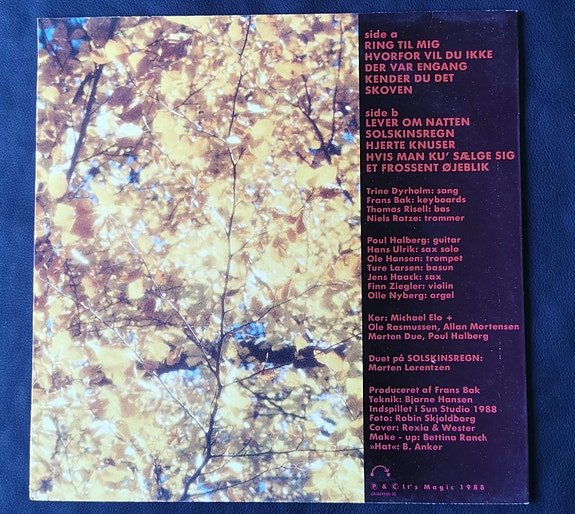 side a
RING TIL MIG
HVORFOR VIL DU IKKE
DER VAR ENGANG
KENDER DU DET
SKOVEN
side b
LEVER OM NATTEN
SOLSKINSREGN
HJERTE KNUSER
HVIS MAN KU' SÆLGE SIG
ET FROSSENT ØJEBLIK
Trine Dyrholm: sang
Frans Bak: keyboards
Thomas Risell: bas
Niels Ratze: trommer
Poul Halberg: guitar
Hans Ulrik: sax solo
Ole Hansen: trompet
Ture Larsen: basun
Jens Haack: sax
Finn Ziegler: violin
Olle Nyberg: orgel
Kor: Michael Elo +
Ole Rasmussen, Allan Mortensen
Morten Due, Poul Halberg
Duet på SOLSKINSREGN:
Morten Lorentzen
Produceret af Frans Bak
Teknik: Bjarne Hansen
Indspillet i Sun Studio 1988
Foto: Robin Skjoldborg
Cover: Rexia & Wester
Make - up: Bettina Ranch
»Hat«: B. Anker
P & C It's Magic 1988